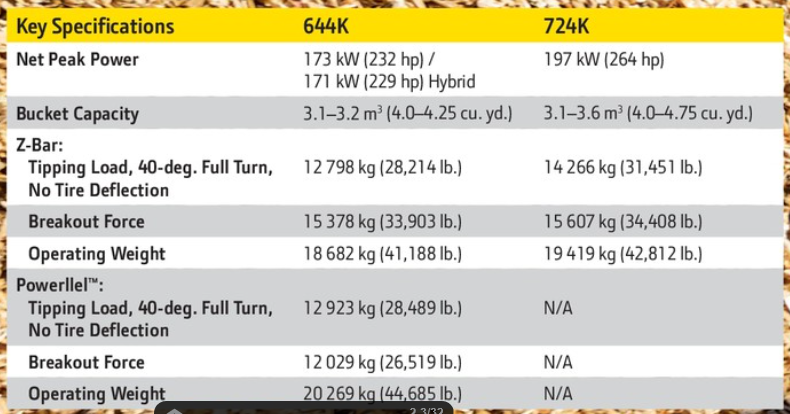 Key Specifications 644K 724K
Net Peak Power 173 kW (232 hp) / 197 kW (264 hp)
171 kW (229 hp) Hybrid
Bucket Capacity 3.1–3.2 m³ (4.0–4.25 cu. yd.) 3.1–3.6 m³ (4.0–4.75 cu. yd.)
Z-Bar:
Tipping Load, 40-deg. Full Turn, 12 798 kg (28,214 lb.) 14 266 kg (31,451 lb.)
No Tire Deflection
Breakout Force 15 378 kg (33,903 lb.) 15 607 kg (34,408 lb.)
Operating Weight 18 682 kg (41,188 lb.) 19 419 kg (42,812 lb.)
Powerllel™:
Tipping Load, 40-deg. Full Turn, 12 923 kg (28,489 lb.) N/A
No Tire Deflection
Breakout Force 12 029 kg (26,519 lb.) N/A
Operating Weight 20 269 kg (44,685 lb.) N/A